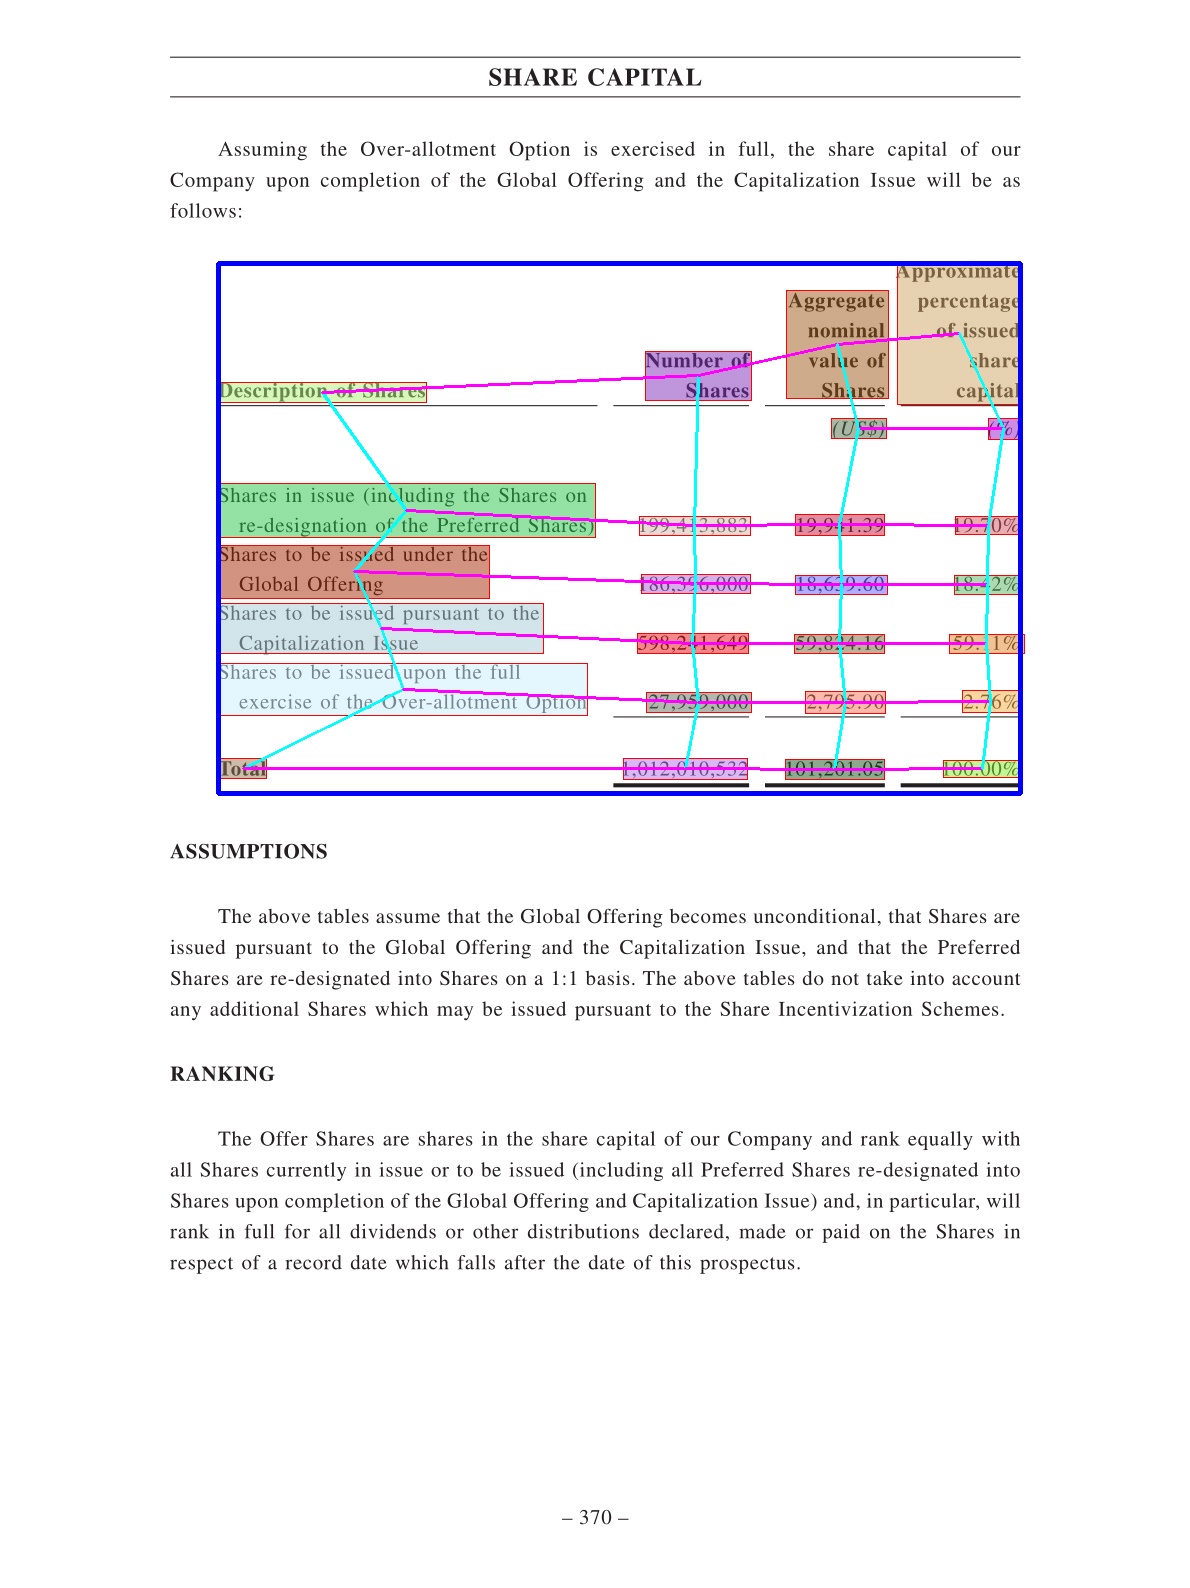 SHARE CAPITAL
Assuming the Over-allotment Option is exercised in full, the share capital of our
Company upon completion of the Global Offering and the Capitalization Issue will be as
follows:
Description of Shares Number of Shares Aggregate nominal value of Shares Approximate percentage of issued share capital
(US$) (%)
Shares in issue (including the Shares on
re-designation of the Preferred Shares) 199,413,883 19,941.39 19.70%
Shares to be issued under the
Global Offering 186,396,000 18,639.60 18.42%
Shares to be issued pursuant to the
Capitalization Issue 598,241,649 59,824.16 59.11%
Shares to be issued upon the full
exercise of the Over-allotment Option 27,959,000 2,795.90 2.76%
Total 1,012,010,532 101,201.05 100.00%
ASSUMPTIONS
The above tables assume that the Global Offering becomes unconditional, that Shares are
issued pursuant to the Global Offering and the Capitalization Issue, and that the Preferred
Shares are re-designated into Shares on a 1:1 basis. The above tables do not take into account
any additional Shares which may be issued pursuant to the Share Incentivization Schemes.
RANKING
The Offer Shares are shares in the share capital of our Company and rank equally with
all Shares currently in issue or to be issued (including all Preferred Shares re-designated into
Shares upon completion of the Global Offering and Capitalization Issue) and, in particular, will
rank in full for all dividends or other distributions declared, made or paid on the Shares in
respect of a record date which falls after the date of this prospectus.
– 370 –